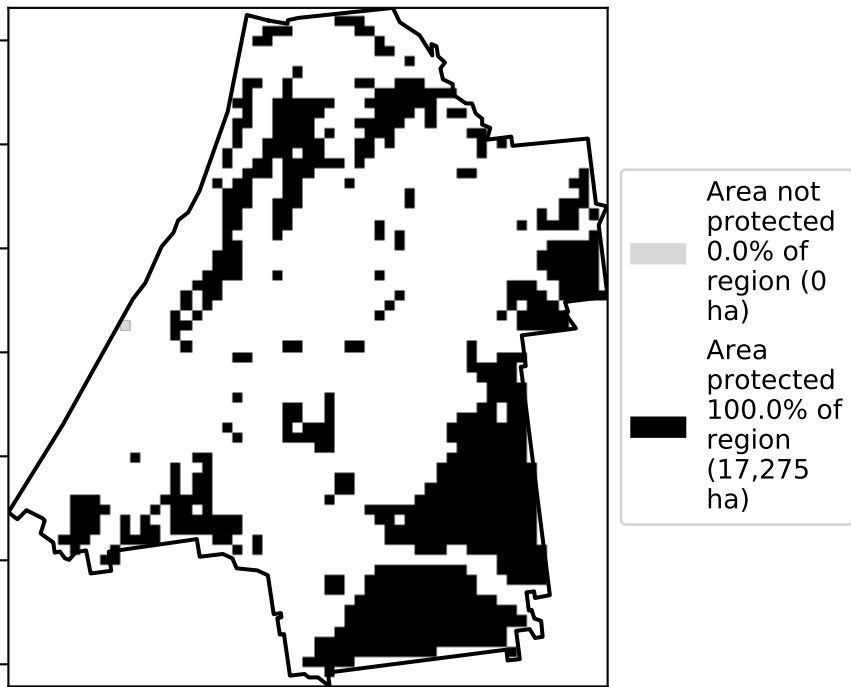 Area not
protected
0.0% of
region (0
ha)
Area
protected
100.0% of
region
(17,275
ha)